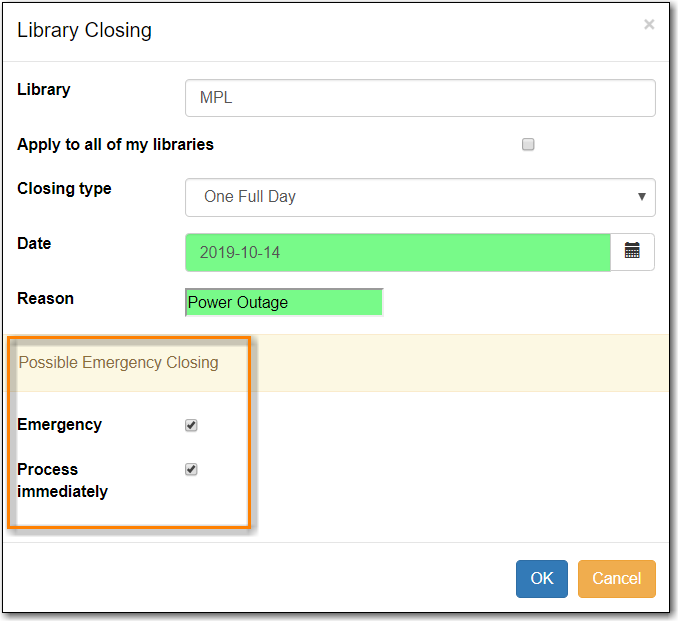 Library Closing ×
Library MPL
Apply to all of my libraries
Closing type One Full Day
Date 2019-10-14
Reason Power Outage
Possible Emergency Closing
Emergency
Process
immediately
OK Cancel